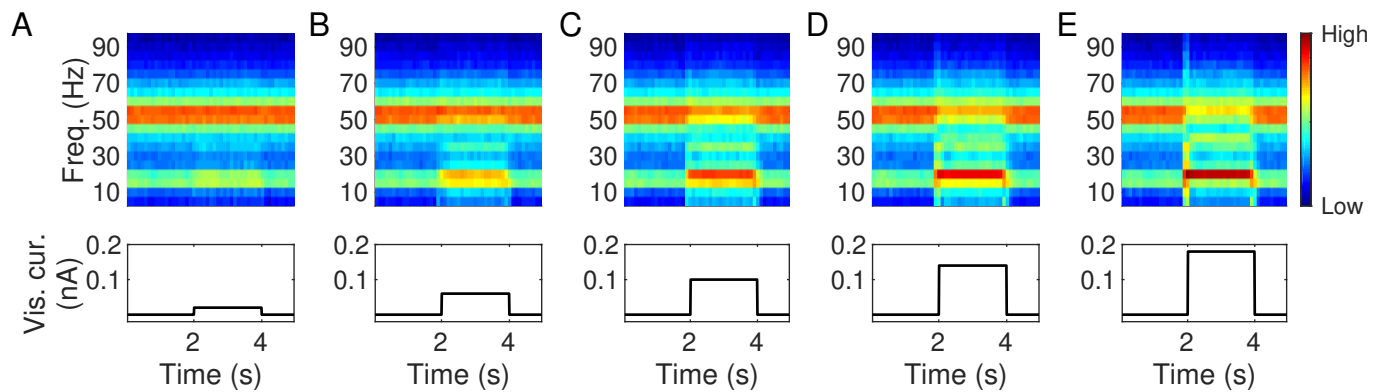 A B C D E
90 90 90 90 90 High
70 70 70 70 70
Freq. (Hz)
50 50 50 50 50
30 30 30 30 30
10 10 10 10 10
Low
0.2 0.2 0.2 0.2 0.2
Vis. cur.
(nA)
0.1 0.1 0.1 0.1 0.1
2 4 2 4 2 4 2 4 2 4
Time (s) Time (s) Time (s) Time (s) Time (s)